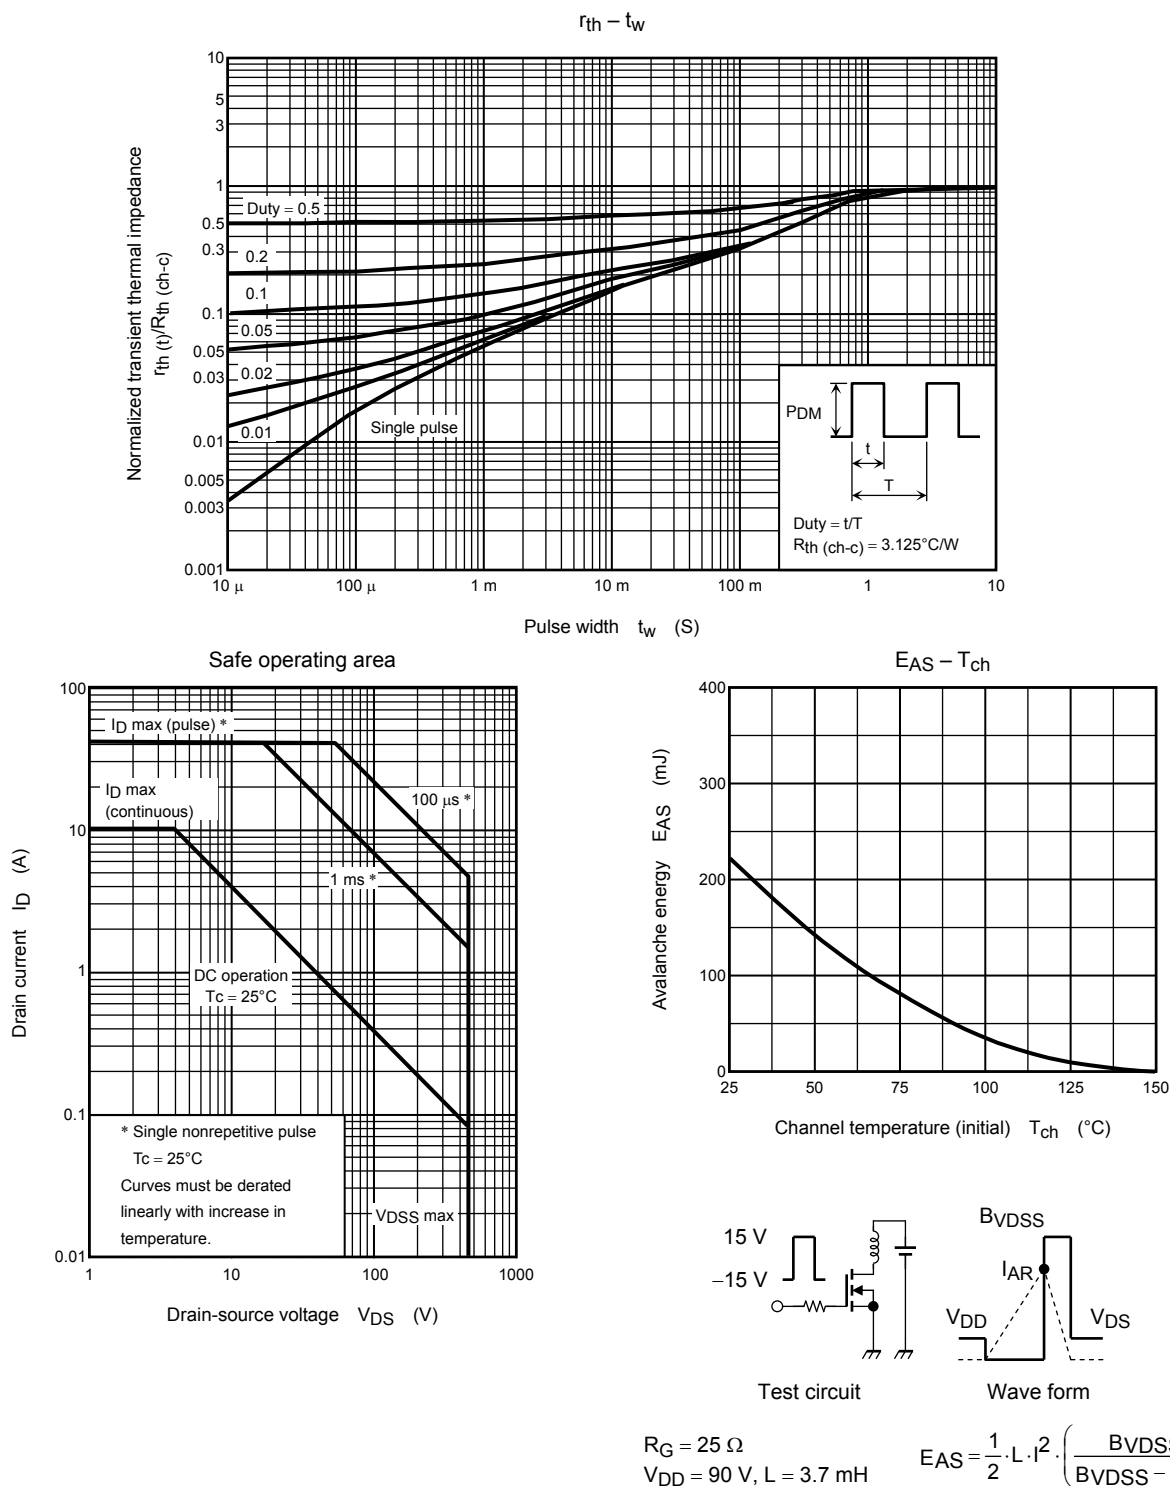 rth – tw
Normalized transient thermal impedance
rth (t)/Rth (ch-c)
10
5
3
1
0.5
0.3
0.1
0.05
0.03
0.01
0.005
0.003
0.001
Duty = 0.5
0.2
0.1
0.05
0.02
0.01
Single pulse
PDM
t
T
Duty = t/T
Rth (ch-c) = 3.125°C/W
10 μ
100 μ
1 m
10 m
100 m
1
10
Pulse width tw (S)
Safe operating area
Drain current ID (A)
100
10
1
0.1
0.01
ID max (pulse) *
ID max
(continuous)
100 μs *
1 ms *
DC operation
Tc = 25°C
* Single nonrepetitive pulse
Tc = 25°C
Curves must be derated
linearly with increase in
temperature.
VDSS max
1
10
100
1000
Drain-source voltage VDS (V)
EAS – Tch
Avalanche energy EAS (mJ)
400
300
200
100
0
25
50
75
100
125
150
Channel temperature (initial) Tch (°C)
15 V
−15 V
BVDSS
IAR
VDD
VDS
Test circuit
Wave form
RG = 25 Ω
VDD = 90 V, L = 3.7 mH
EAS = 1/2 ·L·I2 · ( BVDSS / BVDSS −